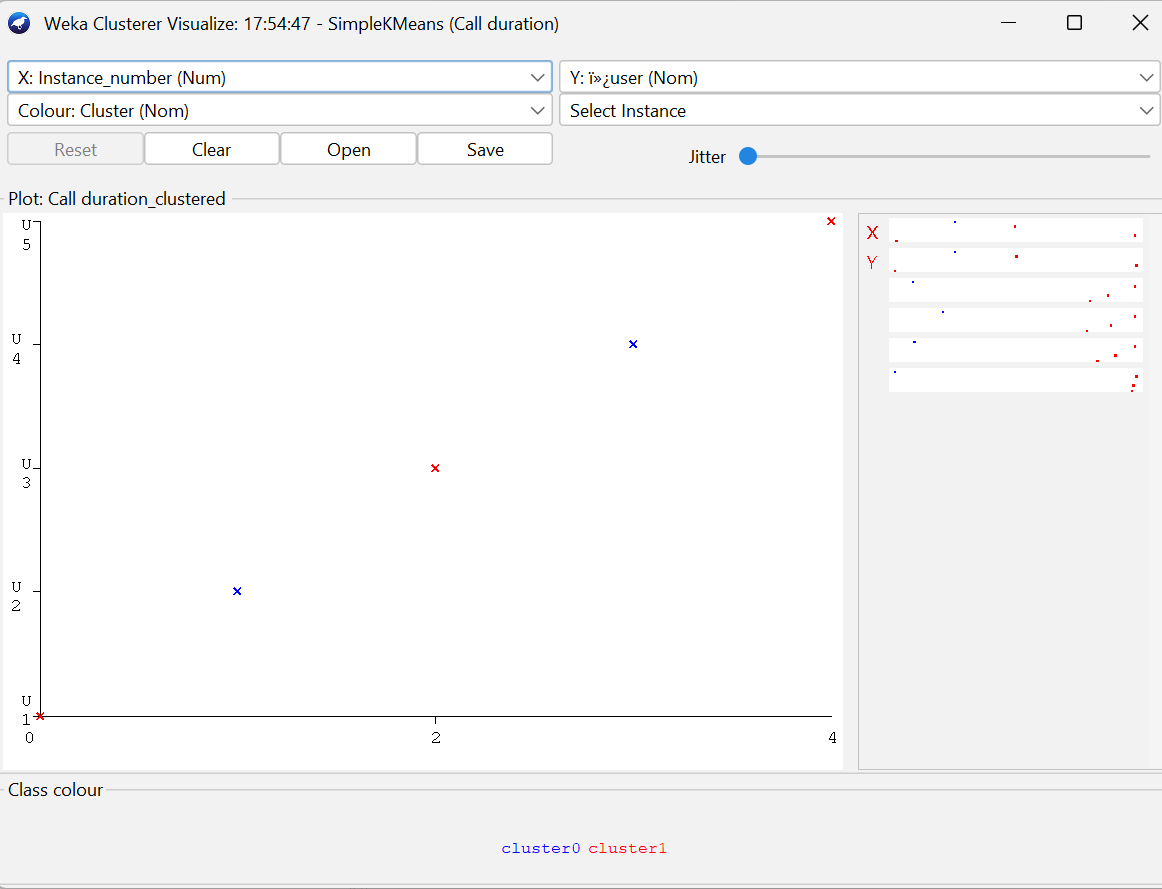 Weka Clusterer Visualize: 17:54:47 - SimpleKMeans (Call duration)
X: Instance_number (Num)
Y: ï»¿user (Nom)
Colour: Cluster (Nom)
Select Instance
Reset
Clear
Open
Save
Jitter
Plot: Call duration_clustered
U
5
U
4
U
3
U
2
U
1
0
2
4
X
Y
Class colour
cluster0 cluster1